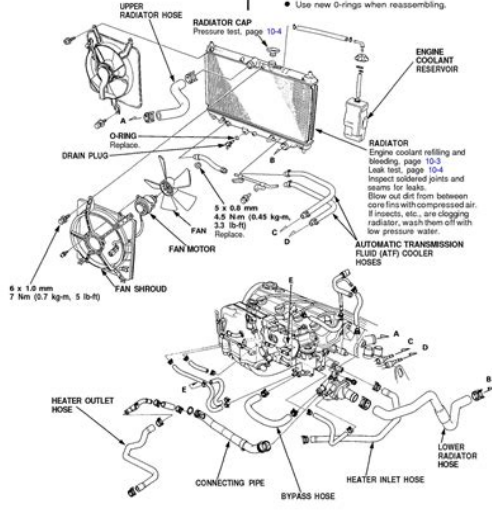 ● Use new 0-rings when reassembling.
UPPER
RADIATOR HOSE
RADIATOR CAP
Pressure test, page 10-4
ENGINE
COOLANT
RESERVOIR
A
O-RING
Replace.
DRAIN PLUG
B
RADIATOR
Engine coolant refilling and
bleeding, page 10-3
Leak test, page 10-4
Inspect soldered joints and
seams for leaks.
Blow out dirt from between
core fins with compressed air.
If insects, etc., are clogging
radiator, wash them off with
low pressure water.
5 x 0.8 mm
4.5 N·m (0.45 kg-m,
3.3 lb-ft)
Replace.
FAN
C
D
FAN MOTOR
AUTOMATIC TRANSMISSION
FLUID (ATF) COOLER
HOSES
FAN SHROUD
6 x 1.0 mm
7 Nm (0.7 kg-m, 5 lb-ft)
E
A
C
D
E
B
HEATER OUTLET
HOSE
LOWER
RADIATOR
HOSE
CONNECTING PIPE
HEATER INLET HOSE
BYPASS HOSE